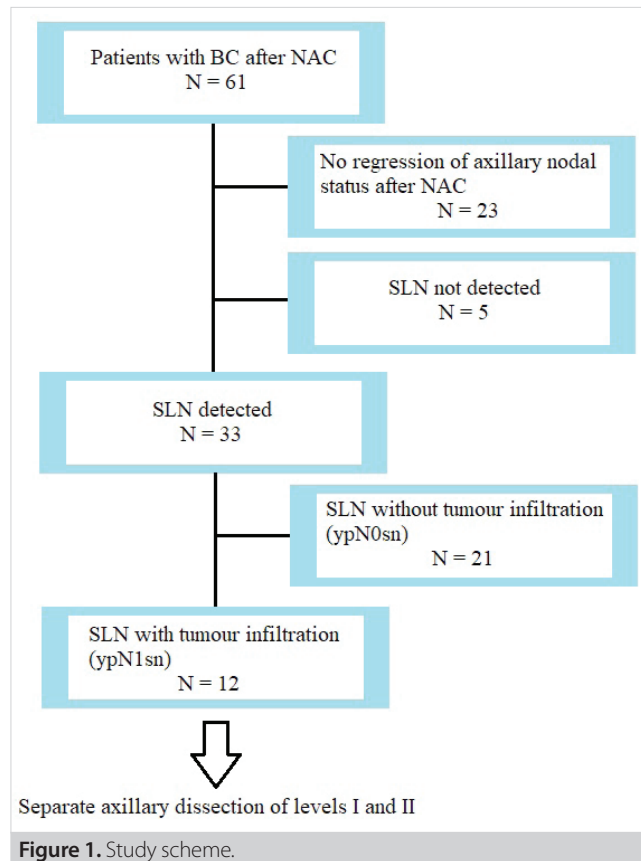 Patients with BC after NAC
N = 61
No regression of axillary nodal
status after NAC
N = 23
SLN not detected
N = 5
SLN detected
N = 33
SLN without tumour infiltration
(ypN0sn)
N = 21
SLN with tumour infiltration
(ypN1sn)
N = 12
Separate axillary dissection of levels I and II
Figure 1. Study scheme.